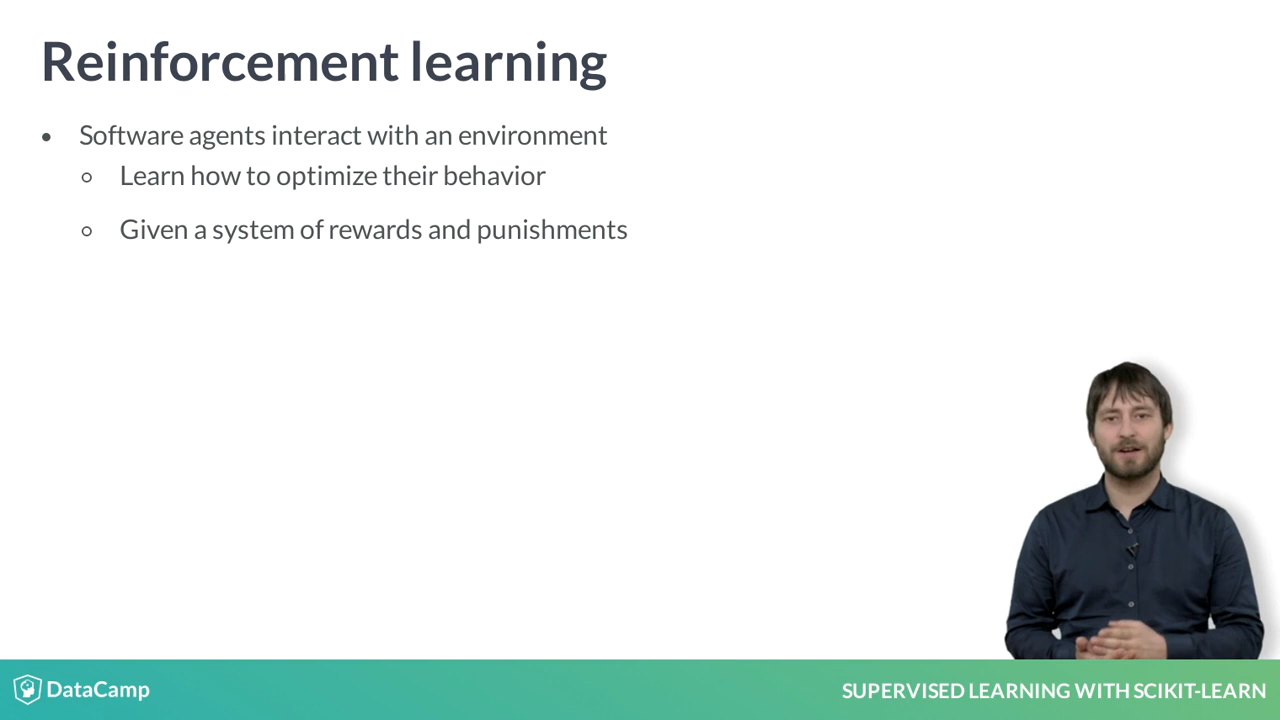 Reinforcement learning
• Software agents interact with an environment
○ Learn how to optimize their behavior
○ Given a system of rewards and punishments
DataCamp
SUPERVISED LEARNING WITH SCIKIT-LEARN